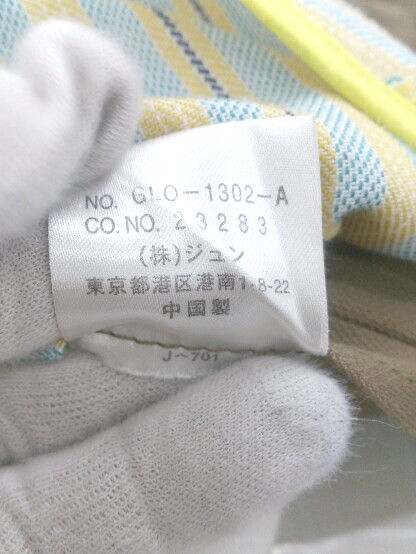 NO. GLO-1302-A
CO.NO. 23283
(株)ジュン
東京都港区港南1-8-22
中国製
J～701